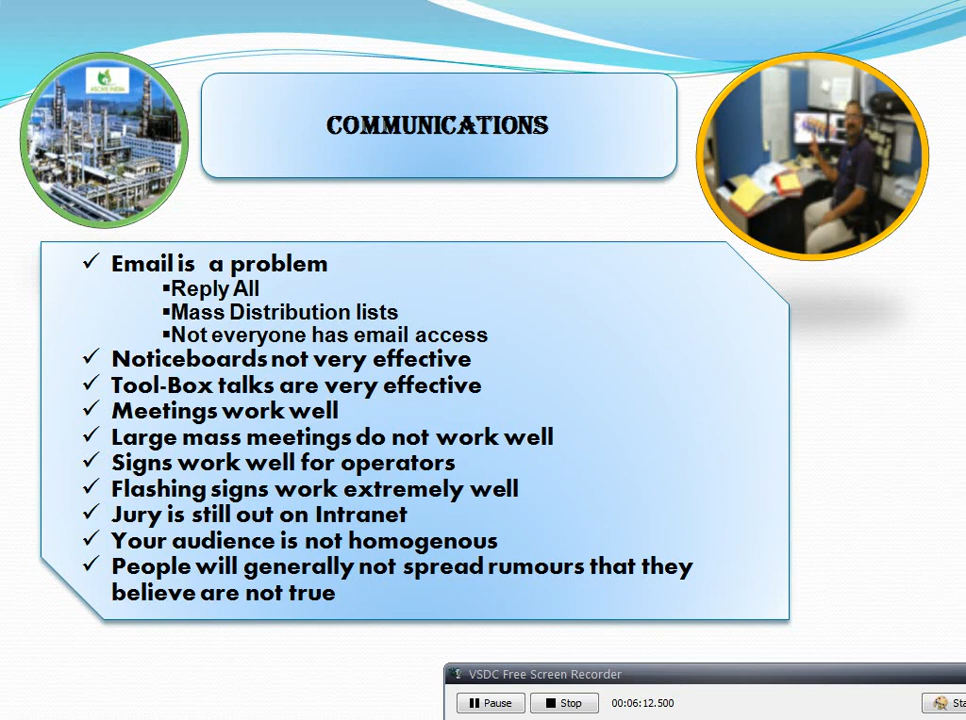 ASCME INDIA
COMMUNICATIONS
✓ Email is a problem
▪Reply All
▪Mass Distribution lists
▪Not everyone has email access
✓ Noticeboards not very effective
✓ Tool-Box talks are very effective
✓ Meetings work well
✓ Large mass meetings do not work well
✓ Signs work well for operators
✓ Flashing signs work extremely well
✓ Jury is still out on Intranet
✓ Your audience is not homogenous
✓ People will generally not spread rumours that they
believe are not true
VSDC Free Screen Recorder
Pause Stop 00:06:12.500 Sta